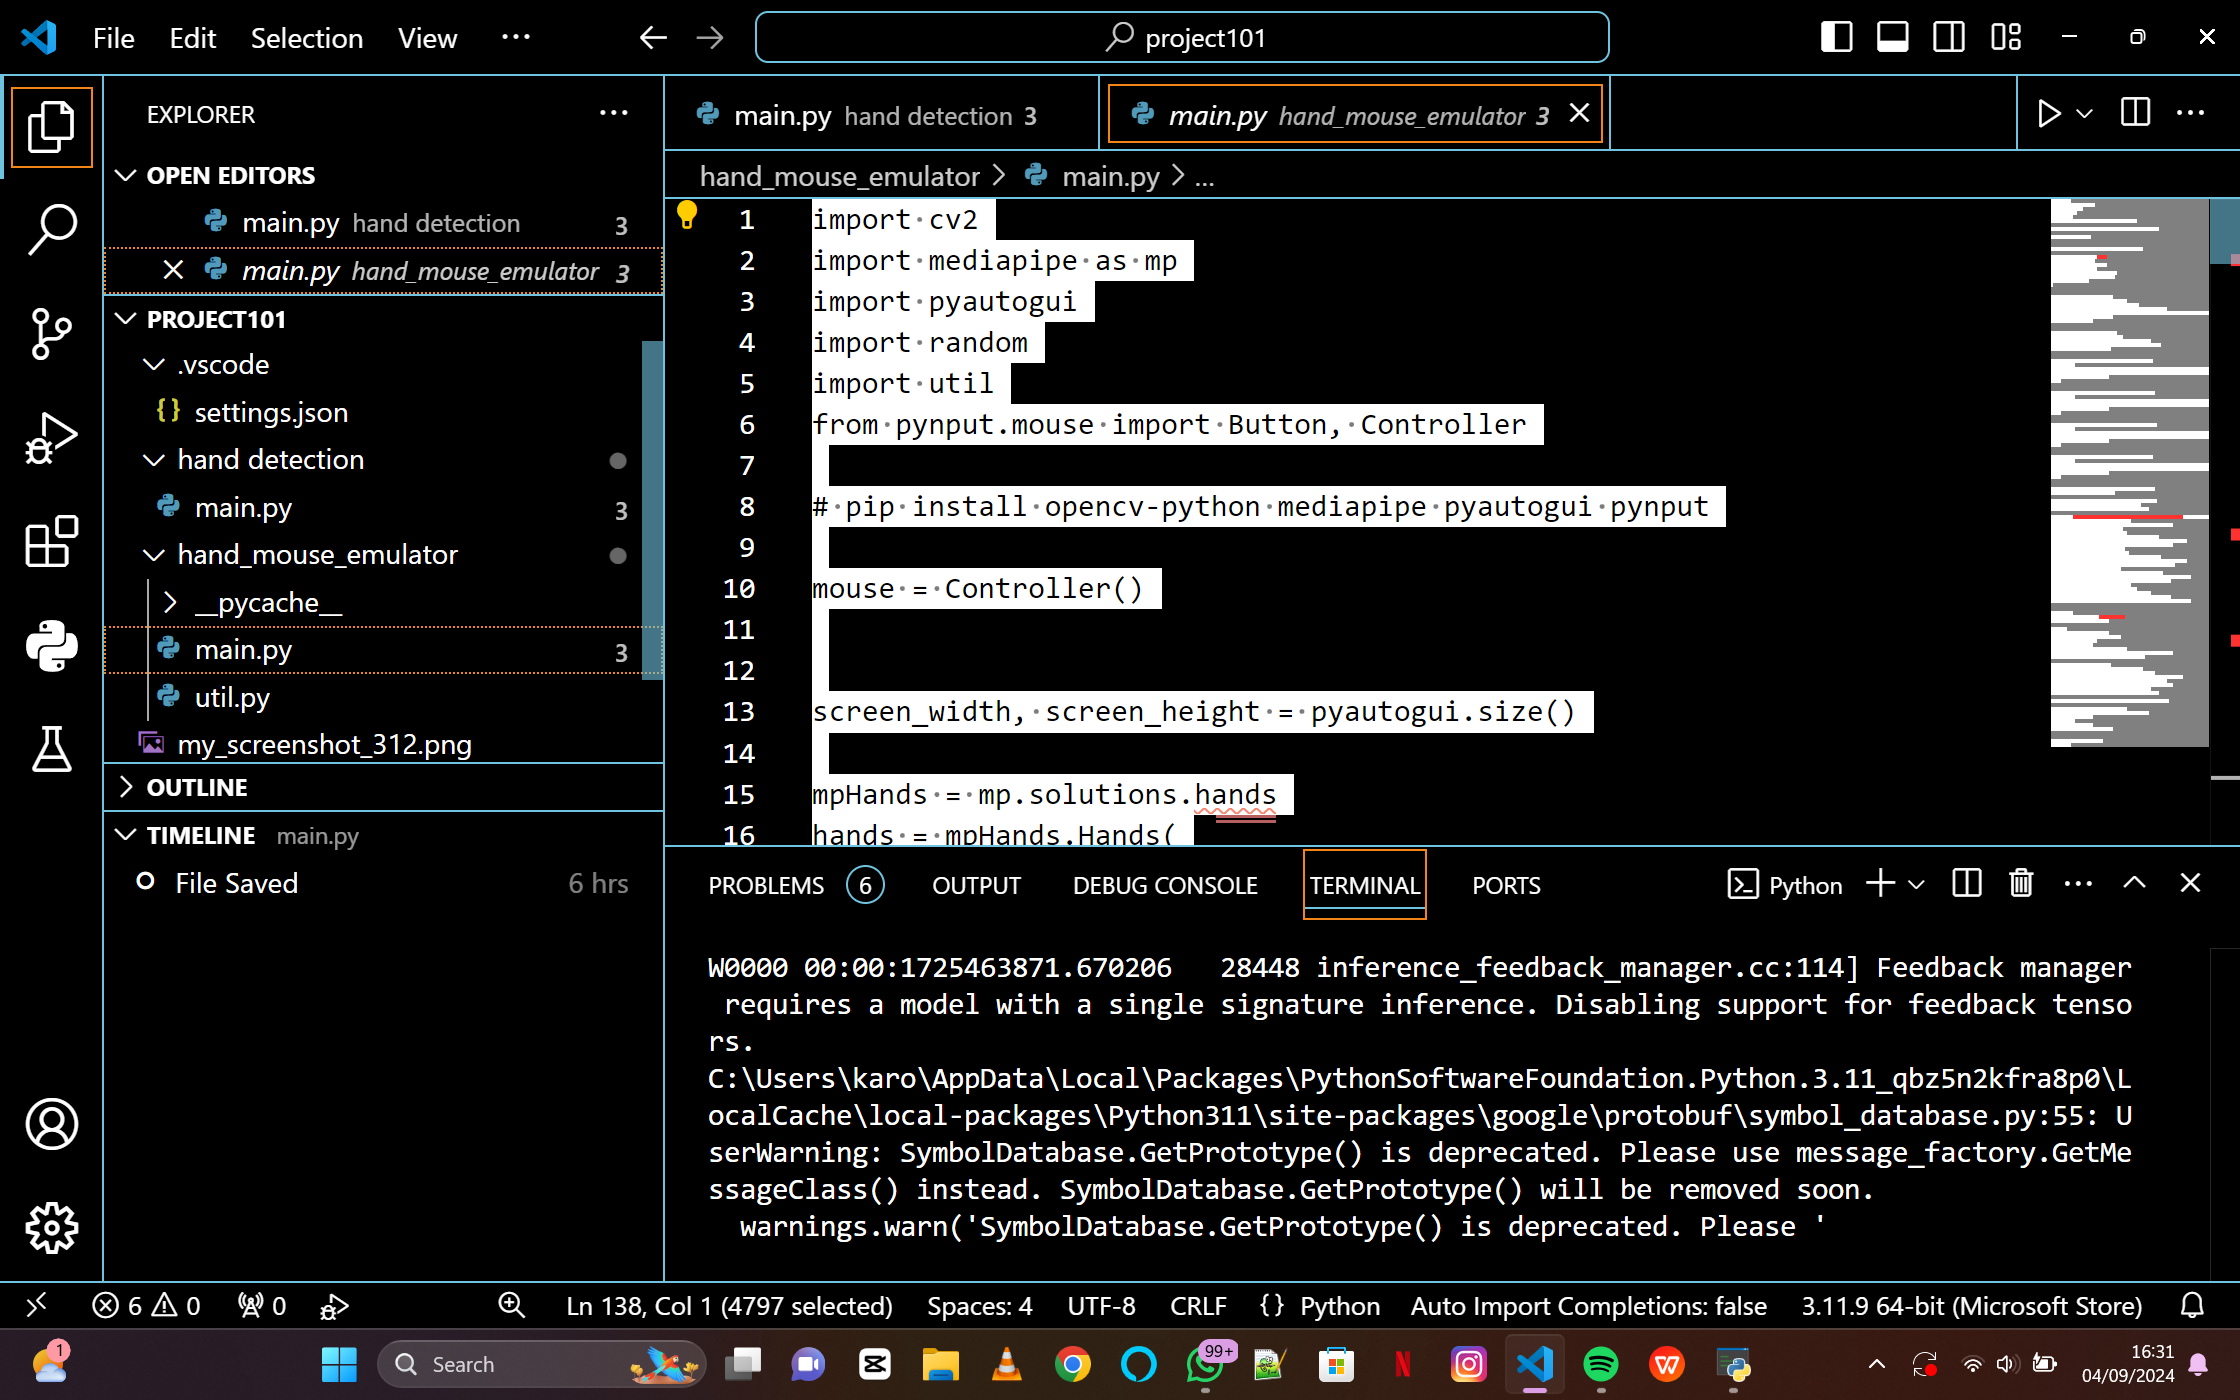 File Edit Selection View ··· project101
EXPLORER
OPEN EDITORS
main.py hand detection 3
main.py hand_mouse_emulator 3
PROJECT101
.vscode
{} settings.json
hand detection
main.py 3
hand_mouse_emulator
__pycache__
main.py 3
util.py
my_screenshot_312.png
OUTLINE
TIMELINE main.py
File Saved 6 hrs
main.py hand detection 3
main.py hand_mouse_emulator 3
hand_mouse_emulator > main.py > ...
1 import·cv2
2 import·mediapipe·as·mp
3 import·pyautogui
4 import·random
5 import·util
6 from·pynput.mouse·import·Button,·Controller
7
8 #·pip·install·opencv-python·mediapipe·pyautogui·pynput
9
10 mouse·=·Controller()
11
12
13 screen_width,·screen_height·=·pyautogui.size()
14
15 mpHands·=·mp.solutions.hands
16 hands·=·mpHands.Hands(
PROBLEMS 6 OUTPUT DEBUG CONSOLE TERMINAL PORTS Python
W0000 00:00:1725463871.670206   28448 inference_feedback_manager.cc:114] Feedback manager
requires a model with a single signature inference. Disabling support for feedback tenso
rs.
C:\Users\karo\AppData\Local\Packages\PythonSoftwareFoundation.Python.3.11_qbz5n2kfra8p0\L
ocalCache\local-packages\Python311\site-packages\google\protobuf\symbol_database.py:55: U
serWarning: SymbolDatabase.GetPrototype() is deprecated. Please use message_factory.GetMe
ssageClass() instead. SymbolDatabase.GetPrototype() will be removed soon.
warnings.warn('SymbolDatabase.GetPrototype() is deprecated. Please '
6 0 0 Ln 138, Col 1 (4797 selected) Spaces: 4 UTF-8 CRLF {} Python Auto Import Completions: false 3.11.9 64-bit (Microsoft Store)
1 Search 99+ 16:31
04/09/2024